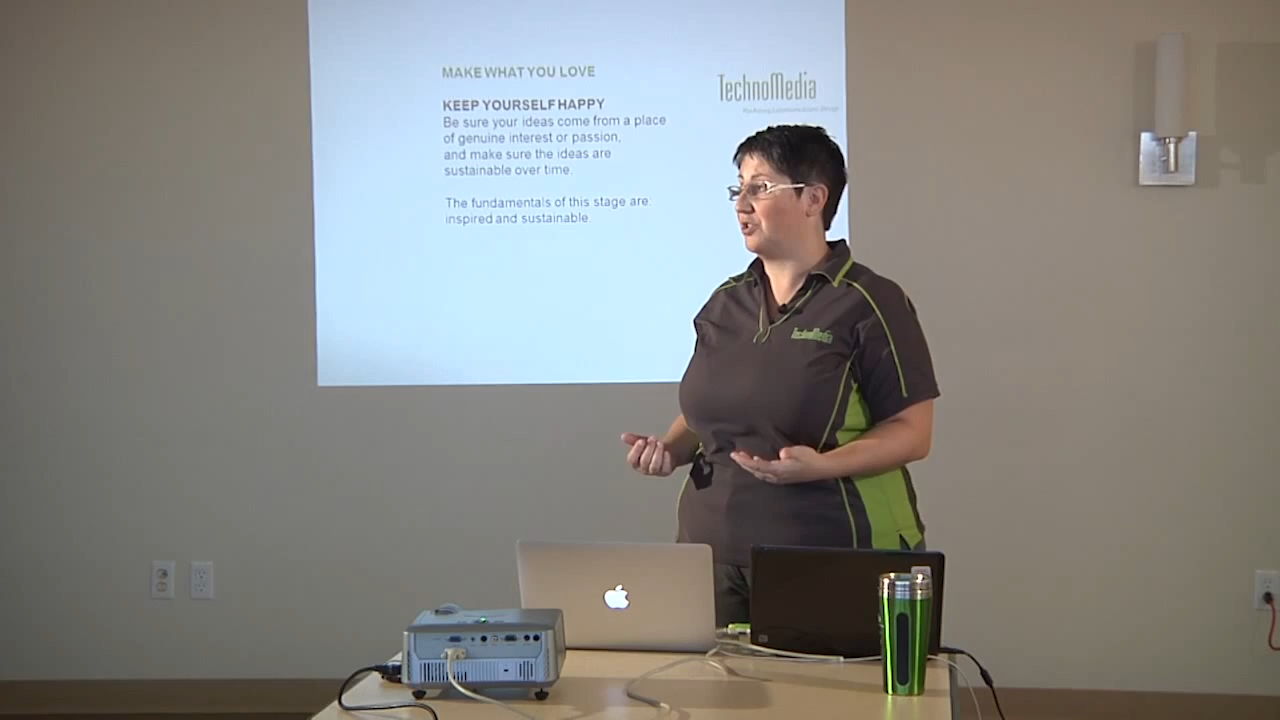 MAKE WHAT YOU LOVE
KEEP YOURSELF HAPPY
Be sure your ideas come from a place
of genuine interest or passion,
and make sure the ideas are
sustainable over time.
The fundamentals of this stage are:
inspired and sustainable.
TechnoMedia
TechnoMedia